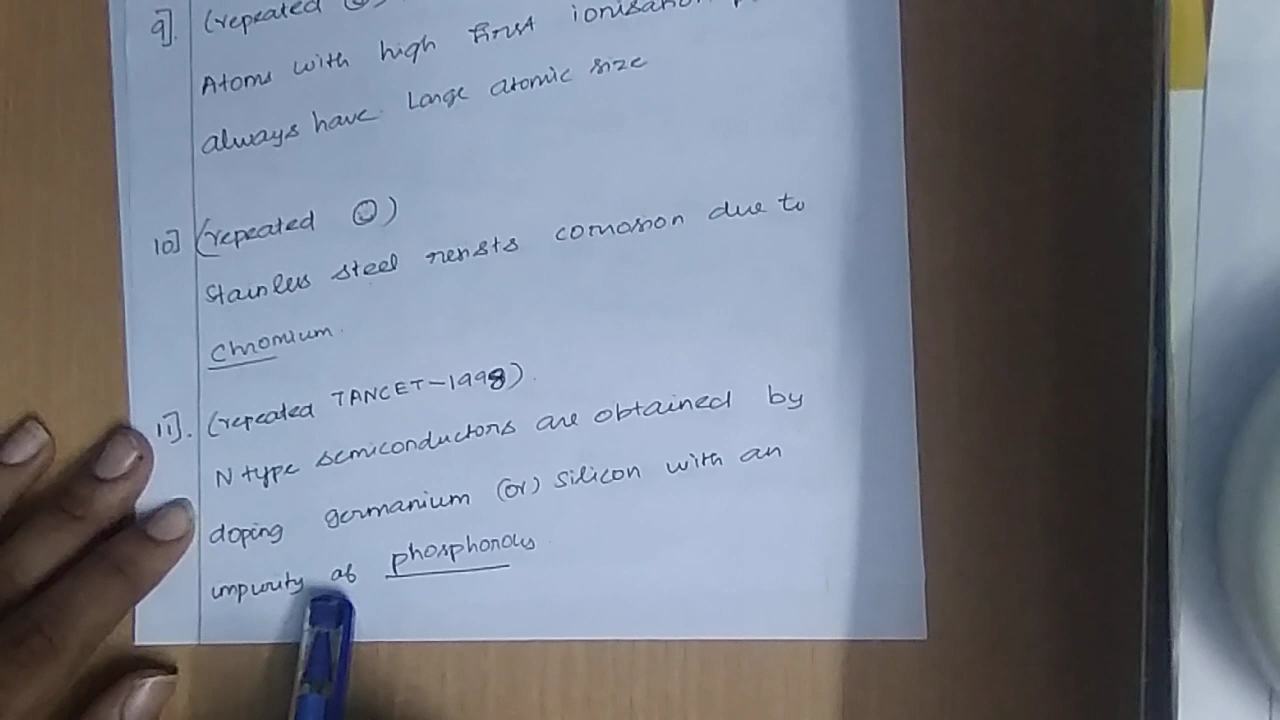 9]. (repeated ☺)
Atoms with high first ionisation
always have Large atomic size
10] (repeated ☺)
Stainless steel resists corrosion due to
chromium.
11]. (repeated TANCET-1998).
N type semiconductors are obtained by
doping germanium (or) silicon with an
impurity of phosphorous